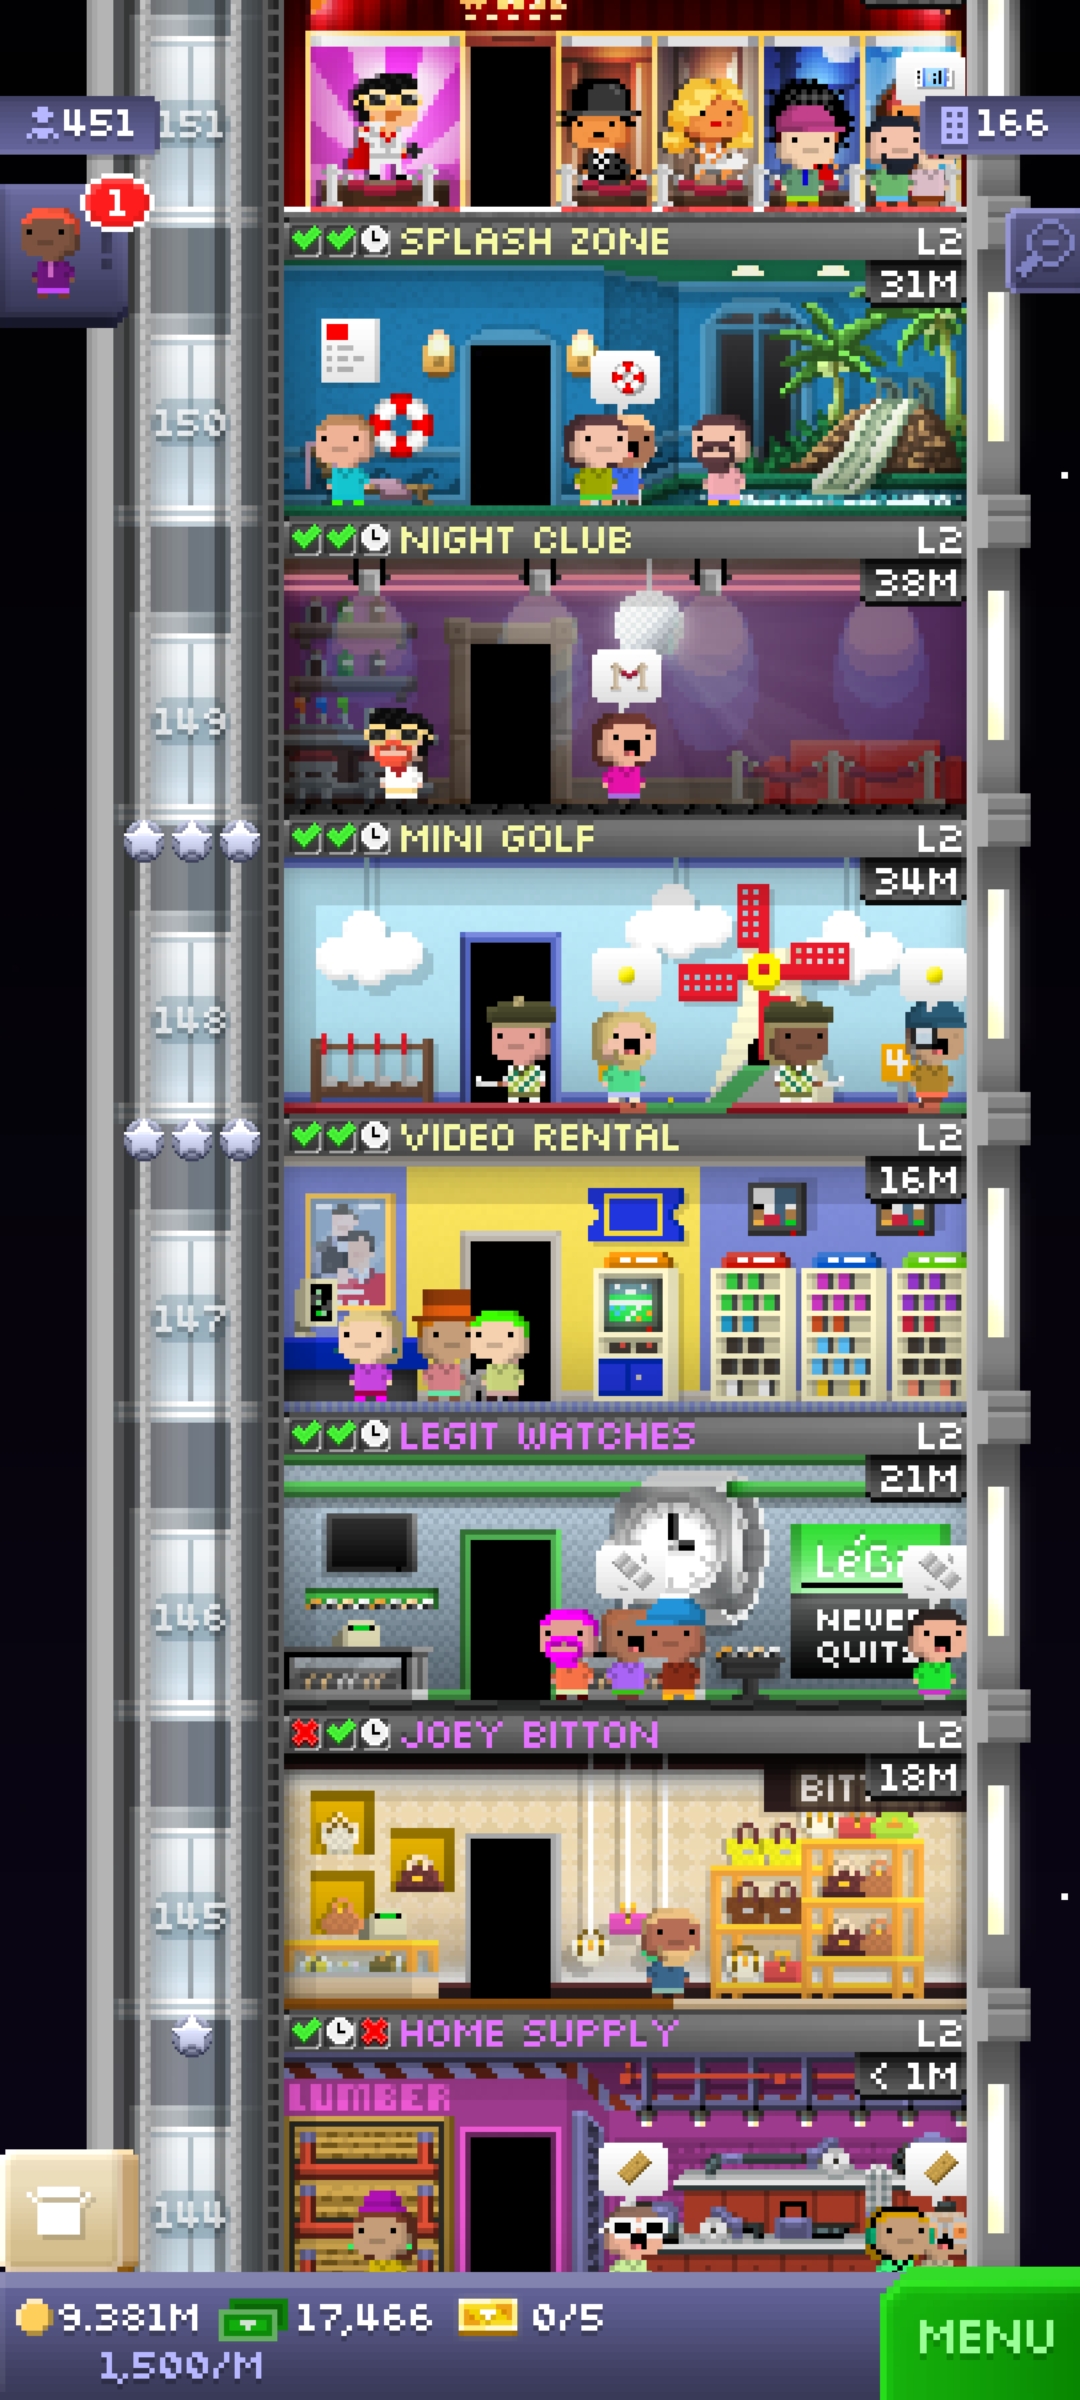 451
151
166
1
SPLASH ZONE L2
31M
150
NIGHT CLUB L2
38M
149
MINI GOLF L2
34M
148
4
VIDEO RENTAL L2
16M
147
LEGIT WATCHES L2
21M
LéG
NEVE
QUIT
146
JOEY BITTON L2
18M
BIT
145
HOME SUPPLY L2
< 1M
LUMBER
144
9.381M 17,466 0/5
1,500/M
MENU